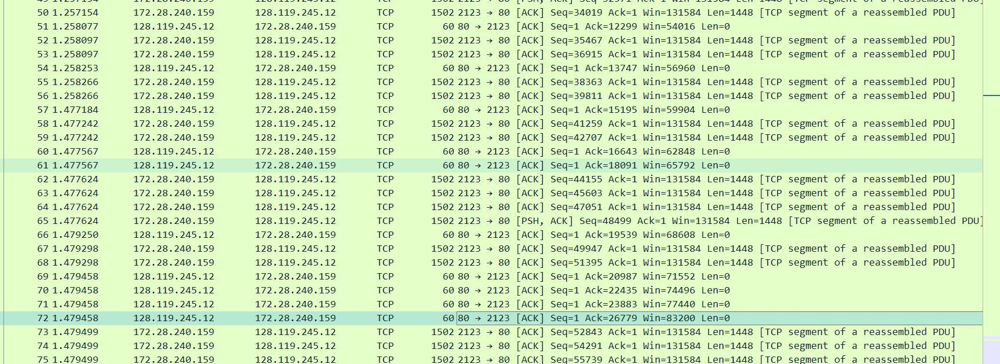 49 1.257154 172.28.240.159 128.119.245.12 TCP 1502 2123 → 80 [PSH, ACK] Seq=32571 Ack=1 Win=131584 Len=1448 [TCP segment of a reassembled PDU]
50 1.257154 172.28.240.159 128.119.245.12 TCP 1502 2123 → 80 [ACK] Seq=34019 Ack=1 Win=131584 Len=1448 [TCP segment of a reassembled PDU]
51 1.258077 128.119.245.12 172.28.240.159 TCP 60 80 → 2123 [ACK] Seq=1 Ack=12299 Win=54016 Len=0
52 1.258097 172.28.240.159 128.119.245.12 TCP 1502 2123 → 80 [ACK] Seq=35467 Ack=1 Win=131584 Len=1448 [TCP segment of a reassembled PDU]
53 1.258097 172.28.240.159 128.119.245.12 TCP 1502 2123 → 80 [ACK] Seq=36915 Ack=1 Win=131584 Len=1448 [TCP segment of a reassembled PDU]
54 1.258253 128.119.245.12 172.28.240.159 TCP 60 80 → 2123 [ACK] Seq=1 Ack=13747 Win=56960 Len=0
55 1.258266 172.28.240.159 128.119.245.12 TCP 1502 2123 → 80 [ACK] Seq=38363 Ack=1 Win=131584 Len=1448 [TCP segment of a reassembled PDU]
56 1.258266 172.28.240.159 128.119.245.12 TCP 1502 2123 → 80 [ACK] Seq=39811 Ack=1 Win=131584 Len=1448 [TCP segment of a reassembled PDU]
57 1.477184 128.119.245.12 172.28.240.159 TCP 60 80 → 2123 [ACK] Seq=1 Ack=15195 Win=59904 Len=0
58 1.477242 172.28.240.159 128.119.245.12 TCP 1502 2123 → 80 [ACK] Seq=41259 Ack=1 Win=131584 Len=1448 [TCP segment of a reassembled PDU]
59 1.477242 172.28.240.159 128.119.245.12 TCP 1502 2123 → 80 [ACK] Seq=42707 Ack=1 Win=131584 Len=1448 [TCP segment of a reassembled PDU]
60 1.477567 128.119.245.12 172.28.240.159 TCP 60 80 → 2123 [ACK] Seq=1 Ack=16643 Win=62848 Len=0
61 1.477567 128.119.245.12 172.28.240.159 TCP 60 80 → 2123 [ACK] Seq=1 Ack=18091 Win=65792 Len=0
62 1.477624 172.28.240.159 128.119.245.12 TCP 1502 2123 → 80 [ACK] Seq=44155 Ack=1 Win=131584 Len=1448 [TCP segment of a reassembled PDU]
63 1.477624 172.28.240.159 128.119.245.12 TCP 1502 2123 → 80 [ACK] Seq=45603 Ack=1 Win=131584 Len=1448 [TCP segment of a reassembled PDU]
64 1.477624 172.28.240.159 128.119.245.12 TCP 1502 2123 → 80 [ACK] Seq=47051 Ack=1 Win=131584 Len=1448 [TCP segment of a reassembled PDU]
65 1.477624 172.28.240.159 128.119.245.12 TCP 1502 2123 → 80 [PSH, ACK] Seq=48499 Ack=1 Win=131584 Len=1448 [TCP segment of a reassembled PDU]
66 1.479250 128.119.245.12 172.28.240.159 TCP 60 80 → 2123 [ACK] Seq=1 Ack=19539 Win=68608 Len=0
67 1.479298 172.28.240.159 128.119.245.12 TCP 1502 2123 → 80 [ACK] Seq=49947 Ack=1 Win=131584 Len=1448 [TCP segment of a reassembled PDU]
68 1.479298 172.28.240.159 128.119.245.12 TCP 1502 2123 → 80 [ACK] Seq=51395 Ack=1 Win=131584 Len=1448 [TCP segment of a reassembled PDU]
69 1.479458 128.119.245.12 172.28.240.159 TCP 60 80 → 2123 [ACK] Seq=1 Ack=20987 Win=71552 Len=0
70 1.479458 128.119.245.12 172.28.240.159 TCP 60 80 → 2123 [ACK] Seq=1 Ack=22435 Win=74496 Len=0
71 1.479458 128.119.245.12 172.28.240.159 TCP 60 80 → 2123 [ACK] Seq=1 Ack=23883 Win=77440 Len=0
72 1.479458 128.119.245.12 172.28.240.159 TCP 60 80 → 2123 [ACK] Seq=1 Ack=26779 Win=83200 Len=0
73 1.479499 172.28.240.159 128.119.245.12 TCP 1502 2123 → 80 [ACK] Seq=52843 Ack=1 Win=131584 Len=1448 [TCP segment of a reassembled PDU]
74 1.479499 172.28.240.159 128.119.245.12 TCP 1502 2123 → 80 [ACK] Seq=54291 Ack=1 Win=131584 Len=1448 [TCP segment of a reassembled PDU]
75 1.479499 172.28.240.159 128.119.245.12 TCP 1502 2123 → 80 [ACK] Seq=55739 Ack=1 Win=131584 Len=1448 [TCP segment of a reassembled PDU]